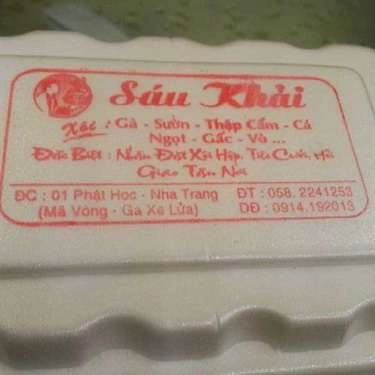 Sáu Khải
Xôi : Gà - Sườn - Thập Cẩm - Cá
Ngọt - Gấc - Vò ...
Đặc Biệt : Nhận Đặt Xôi Hộp, Tiệc Cưới, Hỏi
Giao Tận Nơi
ĐC : 01 Phật Học - Nha Trang
(Mã Vòng - Ga Xe Lửa)
ĐT : 058. 2241253
DĐ : 0914.192013